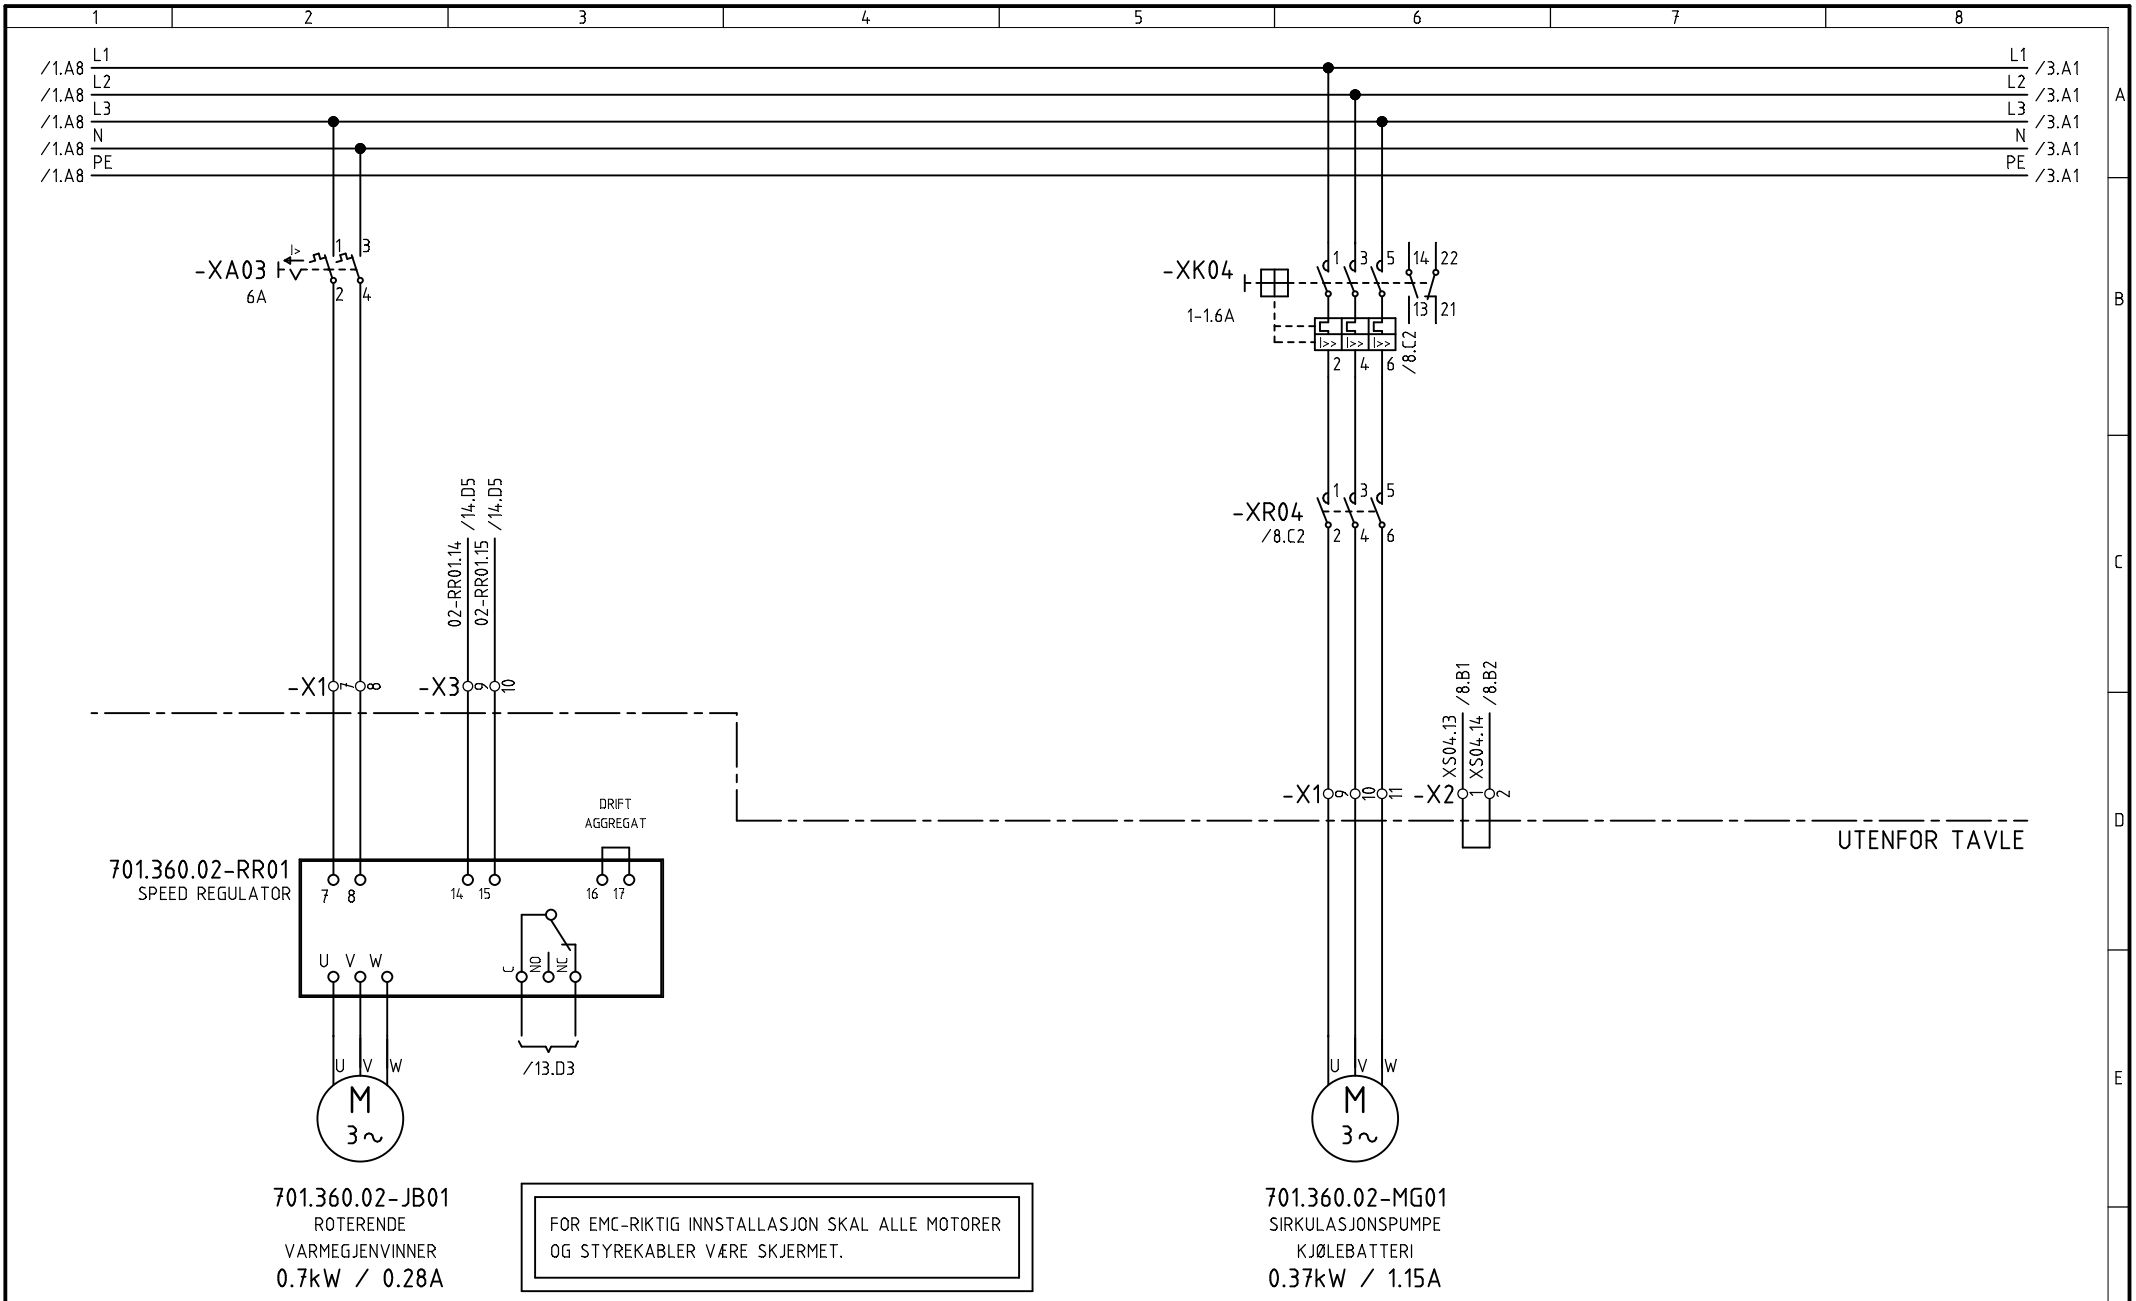 1 2 3 4 5 6 7 8
L1 L1
/1.A8 /3.A1
L2 L2
/1.A8 /3.A1
L3 L3
/1.A8 /3.A1
N N
/1.A8 /3.A1
PE PE
/1.A8 /3.A1
A
B
C
D
E
I> 1 3
-XA03
6A
2 4
-XK04
1 3 5 14 22
1-1.6A
13 21
I>> I>> I>>
2 4 6
/8.C2
-XR04
1 3 5
/8.C2
2 4 6
02-RR01.14 /14.D5
02-RR01.15 /14.D5
-X1 7 8
-X3 9 10
XS04.13 /8.B1
XS04.14 /8.B2
-X1 9 10 11
-X2 1 2
UTENFOR TAVLE
DRIFT
AGGREGAT
701.360.02-RR01
SPEED REGULATOR
7 8 14 15 16 17
U V W C NO NC
/13.D3
U V W
M
3~
701.360.02-JB01
ROTERENDE
VARMEGJENVINNER
0.7kW / 0.28A
FOR EMC-RIKTIG INNSTALLASJON SKAL ALLE MOTORER
OG STYREKABLER VÆRE SKJERMET.
U V W
M
3~
701.360.02-MG01
SIRKULASJONSPUMPE
KJØLEBATTERI
0.37kW / 1.15A